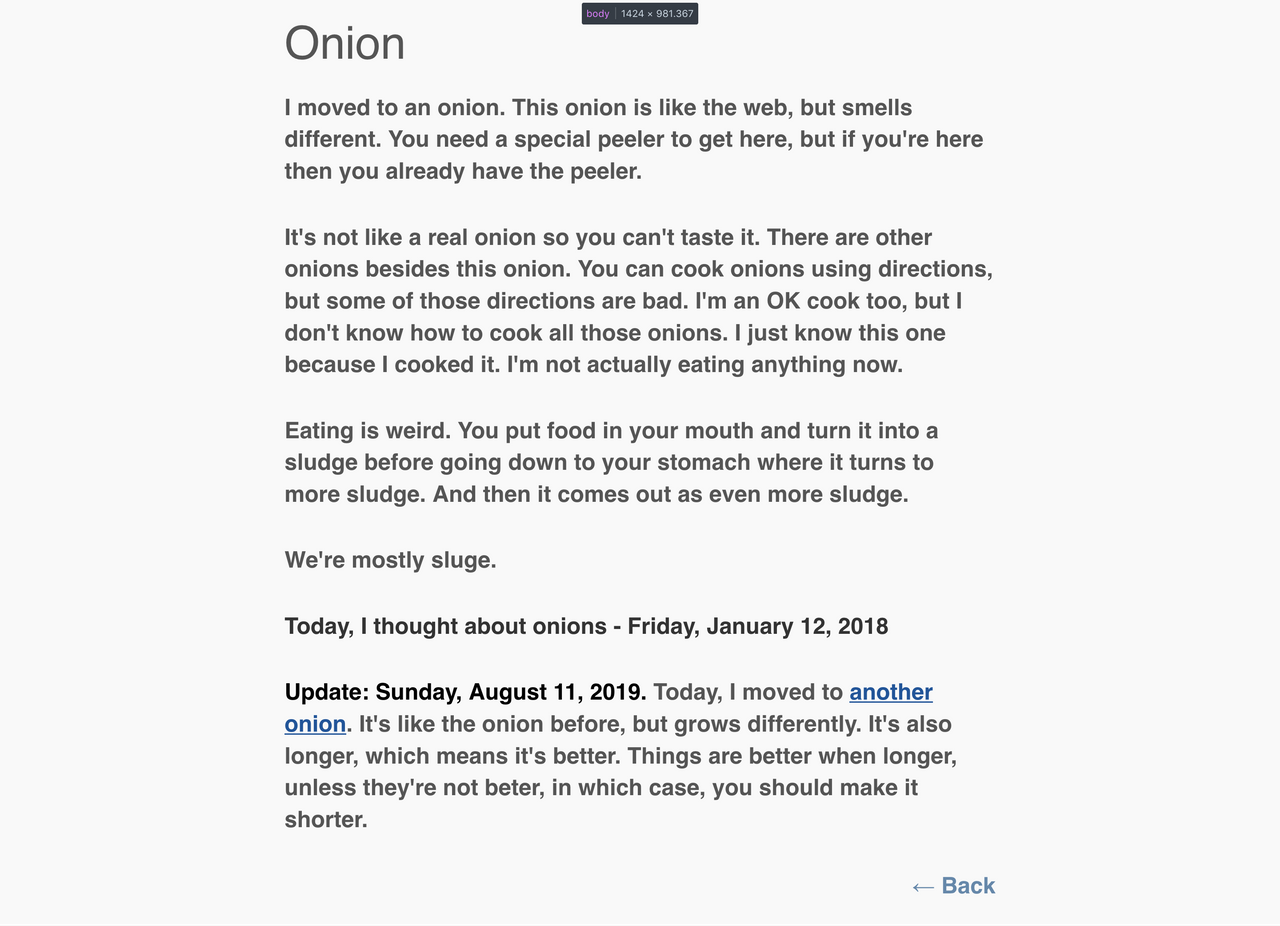 body 1424 × 981.367
Onion
I moved to an onion. This onion is like the web, but smells
different. You need a special peeler to get here, but if you're here
then you already have the peeler.
It's not like a real onion so you can't taste it. There are other
onions besides this onion. You can cook onions using directions,
but some of those directions are bad. I'm an OK cook too, but I
don't know how to cook all those onions. I just know this one
because I cooked it. I'm not actually eating anything now.
Eating is weird. You put food in your mouth and turn it into a
sludge before going down to your stomach where it turns to
more sludge. And then it comes out as even more sludge.
We're mostly sluge.
Today, I thought about onions - Friday, January 12, 2018
Update: Sunday, August 11, 2019. Today, I moved to another
onion. It's like the onion before, but grows differently. It's also
longer, which means it's better. Things are better when longer,
unless they're not beter, in which case, you should make it
shorter.
← Back